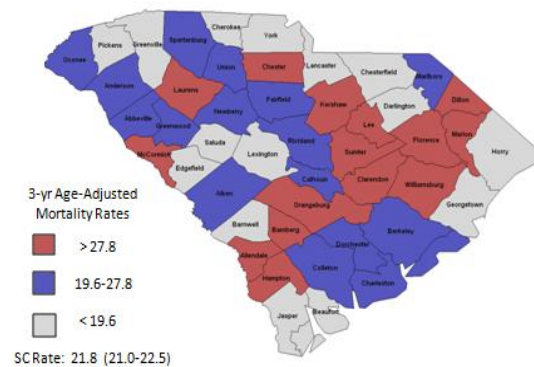 Cherokee
York
Spartanburg
Greenville
Pickens
Oconee
Union
Chester
Lancaster
Chesterfield
Marlboro
Anderson
Laurens
Fairfield
Kershaw
Darlington
Dillon
Abbeville
Greenwood
Newberry
Lee
Florence
Marion
Horry
McCormick
Saluda
Lexington
Richland
Sumter
Edgefield
Calhoun
Clarendon
Williamsburg
Aiken
Orangeburg
Georgetown
Barnwell
Bamberg
Berkeley
Dorchester
Allendale
Colleton
Hampton
Charleston
Jasper
Beaufort
3-yr Age-Adjusted
Mortality Rates
>27.8
19.6-27.8
< 19.6
SC Rate: 21.8 (21.0-22.5)